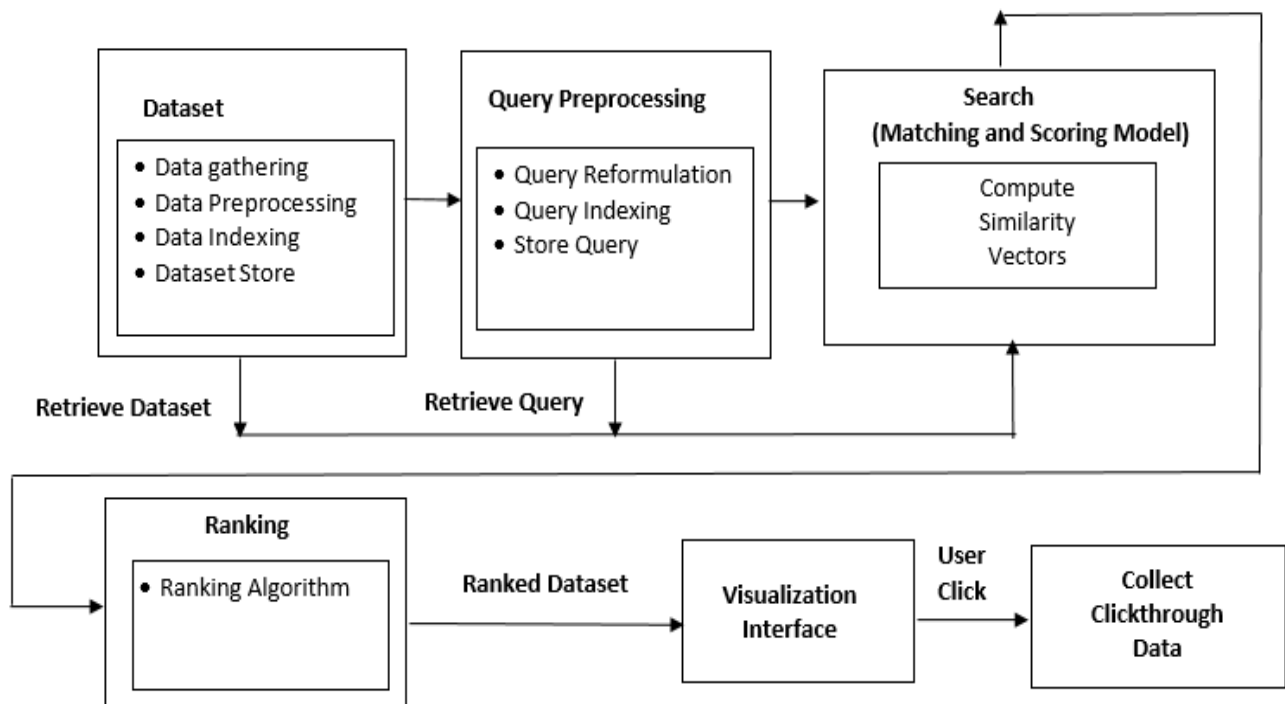 Dataset
• Data gathering
• Data Preprocessing
• Data Indexing
• Dataset Store
Query Preprocessing
• Query Reformulation
• Query Indexing
• Store Query
Search
(Matching and Scoring Model)
Compute
Similarity
Vectors
Retrieve Dataset
Retrieve Query
Ranking
• Ranking Algorithm
Ranked Dataset
Visualization
Interface
User
Click
Collect
Clickthrough
Data